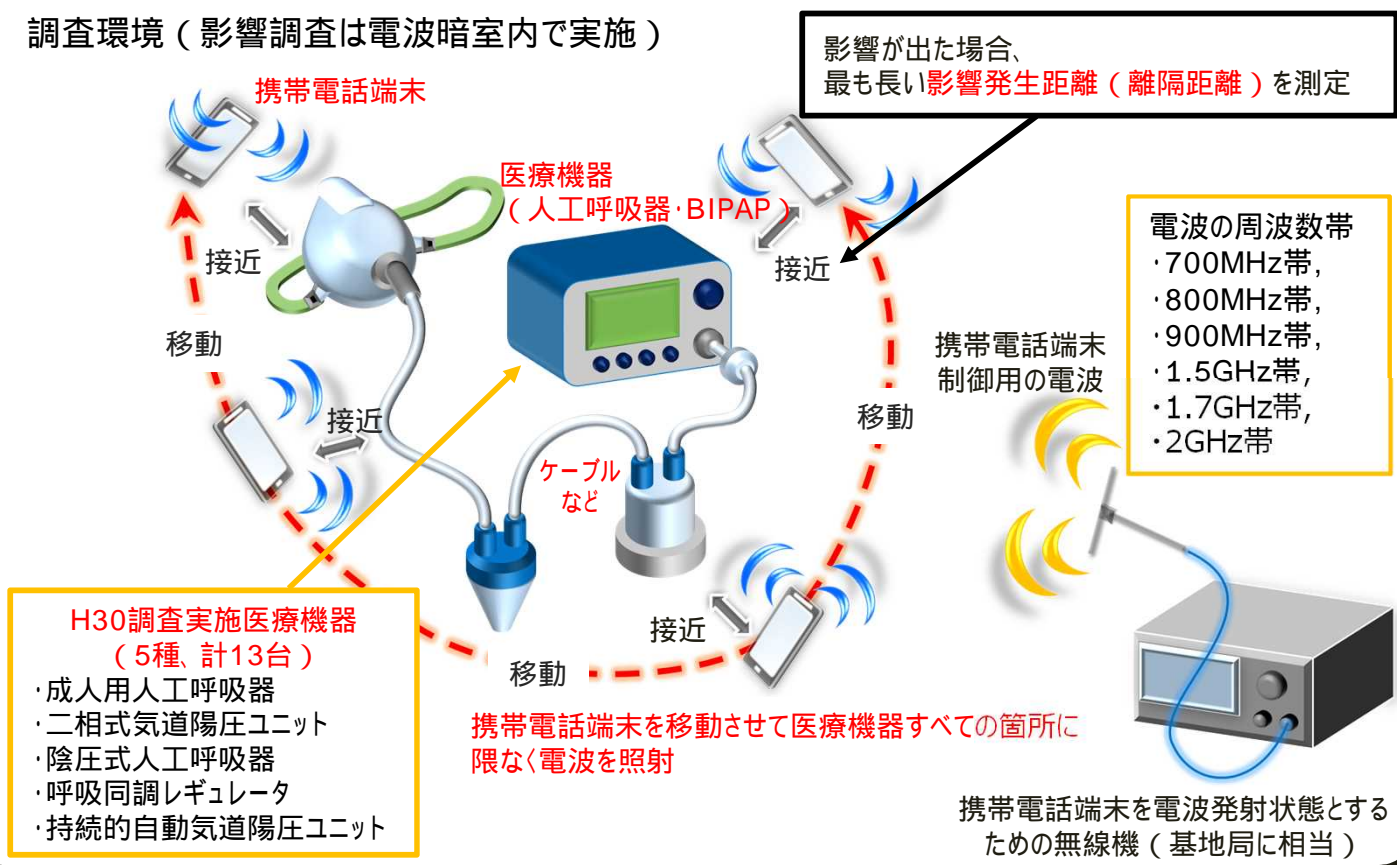 調査環境（影響調査は電波暗室内で実施）
影響が出た場合、
最も長い影響発生距離（離隔距離）を測定
携帯電話端末
医療機器
（人工呼吸器･BIPAP）
接近
接近
電波の周波数帯
･700MHz帯,
･800MHz帯,
･900MHz帯,
･1.5GHz帯,
・1.7GHz帯,
・2GHz帯
移動
携帯電話端末
制御用の電波
接近
移動
ケーブル
など
H30調査実施医療機器
（5種、計13台）
･成人用人工呼吸器
･二相式気道陽圧ユニット
･陰圧式人工呼吸器
･呼吸同調レギュレータ
･持続的自動気道陽圧ユニット
接近
移動
携帯電話端末を移動させて医療機器すべての箇所に
隈なく電波を照射
携帯電話端末を電波発射状態とする
ための無線機（基地局に相当）